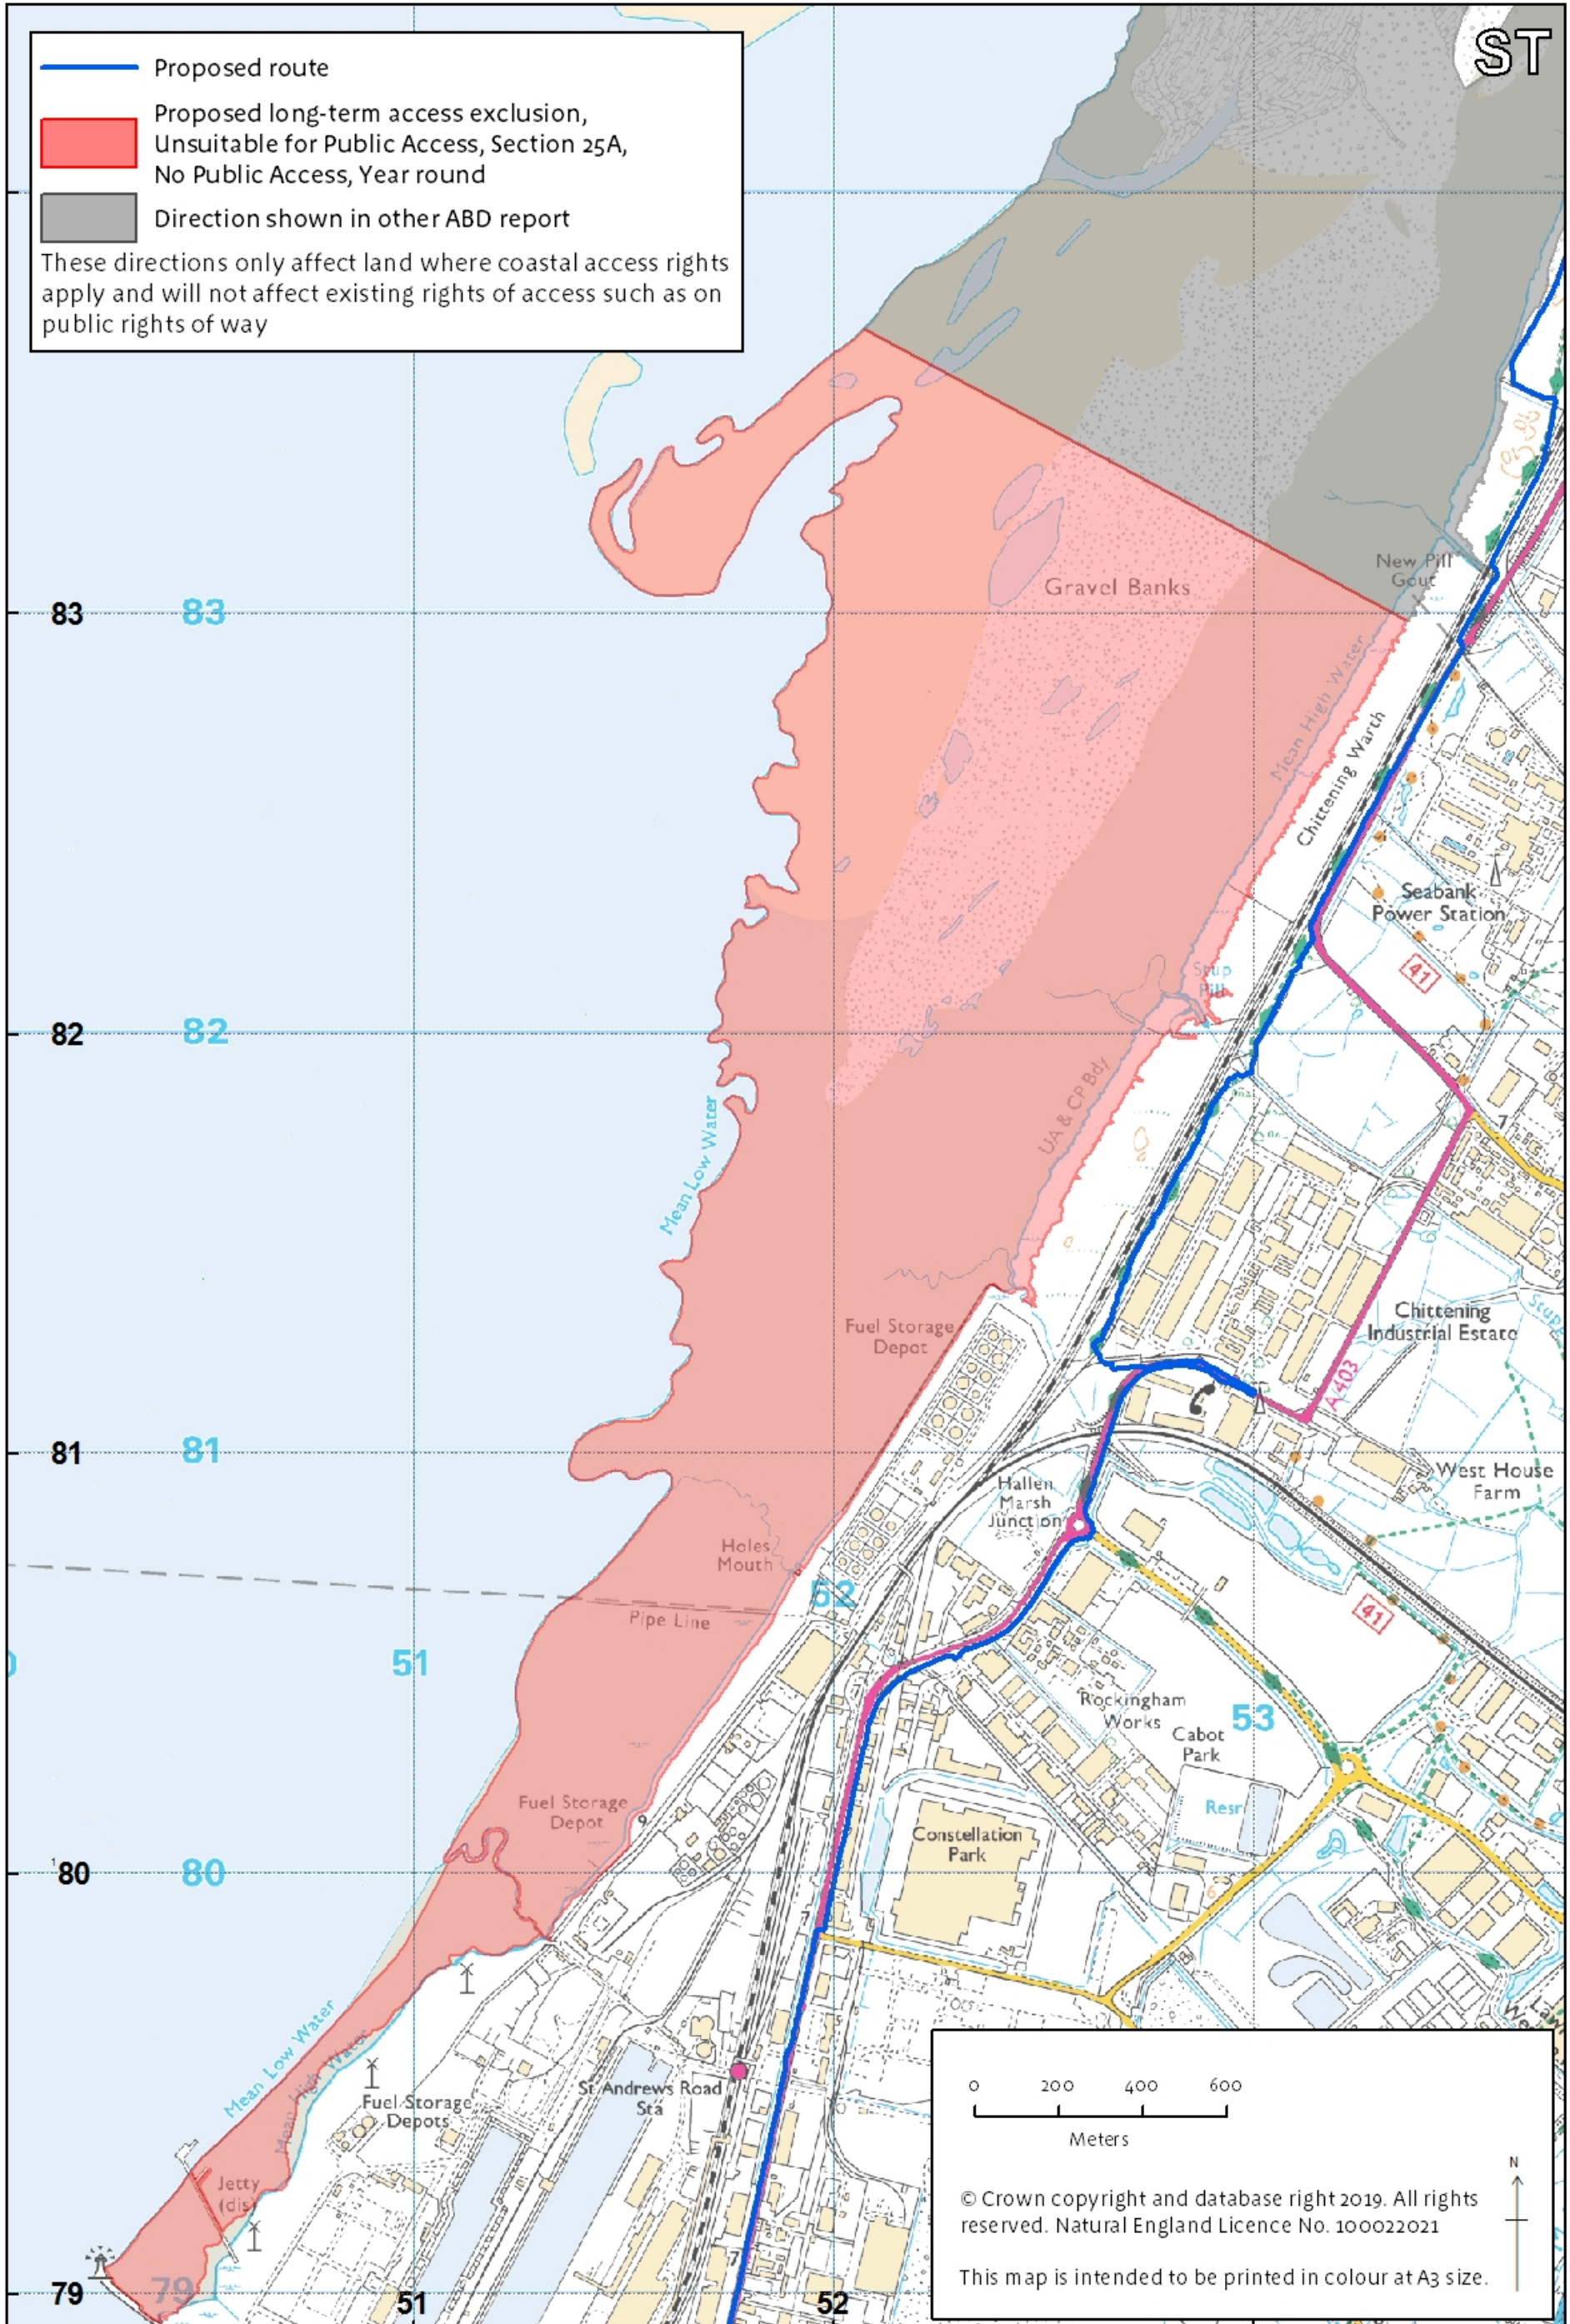 ST
Proposed route
Proposed long-term access exclusion,
Unsuitable for Public Access, Section 25A,
No Public Access, Year round
Direction shown in other ABD report
These directions only affect land where coastal access rights
apply and will not affect existing rights of access such as on
public rights of way
New Pill
Gout
Gravel Banks
83
83
Mean High Water
Chittening Warth
Seabank
Power Station
41
Stup
Pill
82
82
UA & CP Bdy
Mean Low Water
7
Chittening
Industrial Estate
Stup
Fuel Storage
Depot
A 403
81
81
West House
Farm
Hallen
Marsh
Junction
Holes
Mouth
52
Pipe Line
41
51
Rockingham
Works
53
Cabot
Park
Resr
Fuel Storage
Depot
9
Constellation
Park
80
80
6
7
Mean Low Water
Mean High Water
St Andrews Road
Sta
Fuel Storage
Depots
Jetty
(dis)
0 200 400 600
Meters
N
© Crown copyright and database right 2019. All rights
reserved. Natural England Licence No. 100022021
This map is intended to be printed in colour at A3 size.
7
79
79
51
52